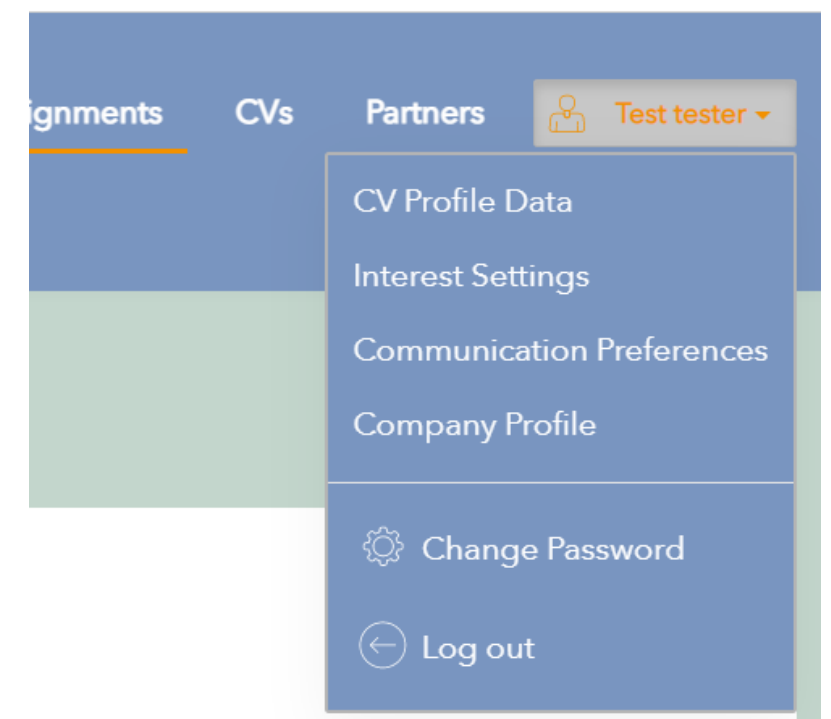 ignments CVs Partners Test tester
CV Profile Data
Interest Settings
Communication Preferences
Company Profile
Change Password
Log out